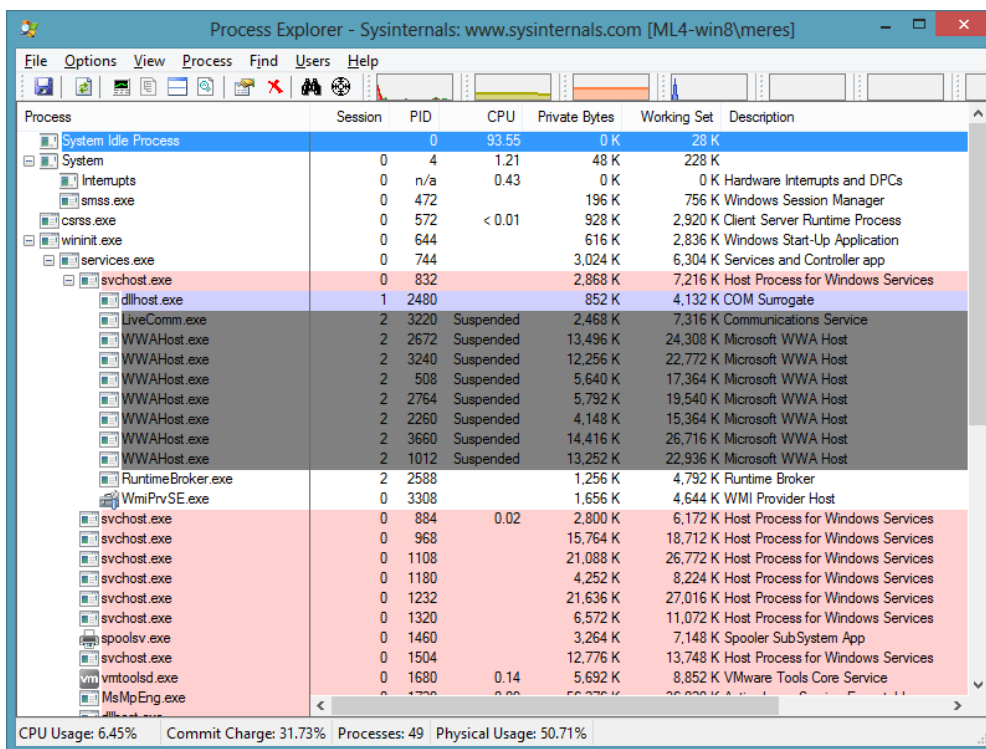 Process Explorer - Sysinternals: www.sysinternals.com [ML4-win8\meres]
File Options View Process Find Users Help
Process Session PID CPU Private Bytes Working Set Description
System Idle Process 0 93.55 0 K 28 K
System 0 4 1.21 48 K 228 K
Interrupts 0 n/a 0.43 0 K 0 K Hardware Interrupts and DPCs
smss.exe 0 472 196 K 756 K Windows Session Manager
csrss.exe 0 572 < 0.01 928 K 2,920 K Client Server Runtime Process
wininit.exe 0 644 616 K 2,836 K Windows Start-Up Application
services.exe 0 744 3,024 K 6,304 K Services and Controller app
svchost.exe 0 832 2,868 K 7,216 K Host Process for Windows Services
dllhost.exe 1 2480 852 K 4,132 K COM Surrogate
LiveComm.exe 2 3220 Suspended 2,468 K 7,316 K Communications Service
WWAHost.exe 2 2672 Suspended 13,496 K 24,308 K Microsoft WWA Host
WWAHost.exe 2 3240 Suspended 12,256 K 22,772 K Microsoft WWA Host
WWAHost.exe 2 508 Suspended 5,640 K 17,364 K Microsoft WWA Host
WWAHost.exe 2 2764 Suspended 5,792 K 19,540 K Microsoft WWA Host
WWAHost.exe 2 2260 Suspended 4,148 K 15,364 K Microsoft WWA Host
WWAHost.exe 2 3660 Suspended 14,416 K 26,716 K Microsoft WWA Host
WWAHost.exe 2 1012 Suspended 13,252 K 22,936 K Microsoft WWA Host
RuntimeBroker.exe 2 2588 1,256 K 4,792 K Runtime Broker
WmiPrvSE.exe 0 3308 1,656 K 4,644 K WMI Provider Host
svchost.exe 0 884 0.02 2,800 K 6,172 K Host Process for Windows Services
svchost.exe 0 968 15,764 K 18,712 K Host Process for Windows Services
svchost.exe 0 1108 21,088 K 26,772 K Host Process for Windows Services
svchost.exe 0 1180 4,252 K 8,224 K Host Process for Windows Services
svchost.exe 0 1232 21,636 K 27,016 K Host Process for Windows Services
svchost.exe 0 1320 6,572 K 11,072 K Host Process for Windows Services
spoolsv.exe 0 1460 3,264 K 7,148 K Spooler SubSystem App
svchost.exe 0 1504 12,776 K 13,748 K Host Process for Windows Services
vm vmtoolsd.exe 0 1680 0.14 5,692 K 8,852 K VMware Tools Core Service
MsMpEng.exe
CPU Usage: 6.45% Commit Charge: 31.73% Processes: 49 Physical Usage: 50.71%